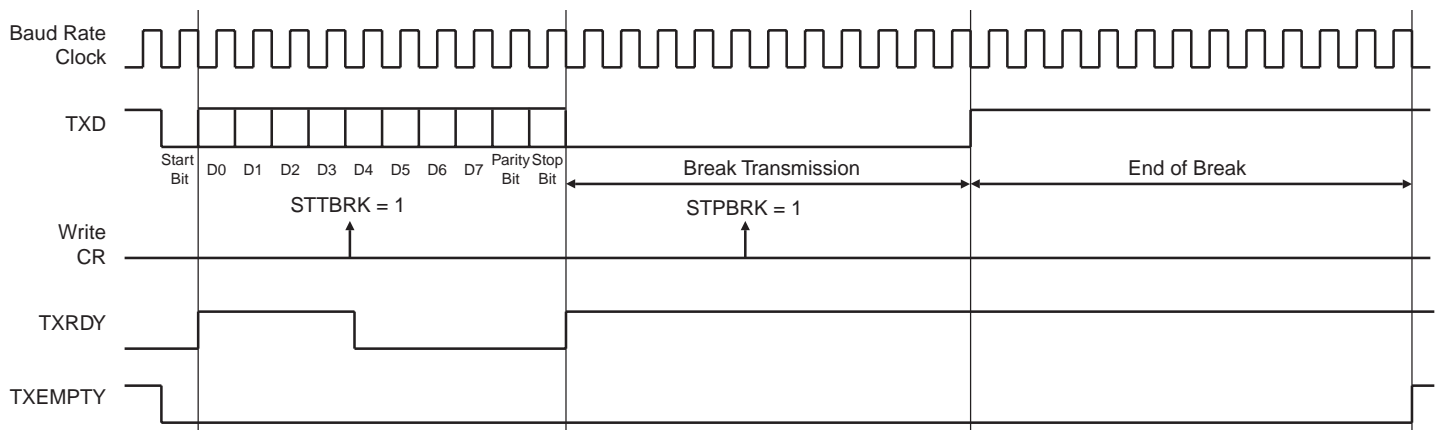 Baud Rate
Clock
TXD
Start
Bit
D0 D1 D2 D3 D4 D5 D6 D7
Parity
Bit
Stop
Bit
Break Transmission
End of Break
STTBRK = 1
STPBRK = 1
Write
CR
TXRDY
TXEMPTY